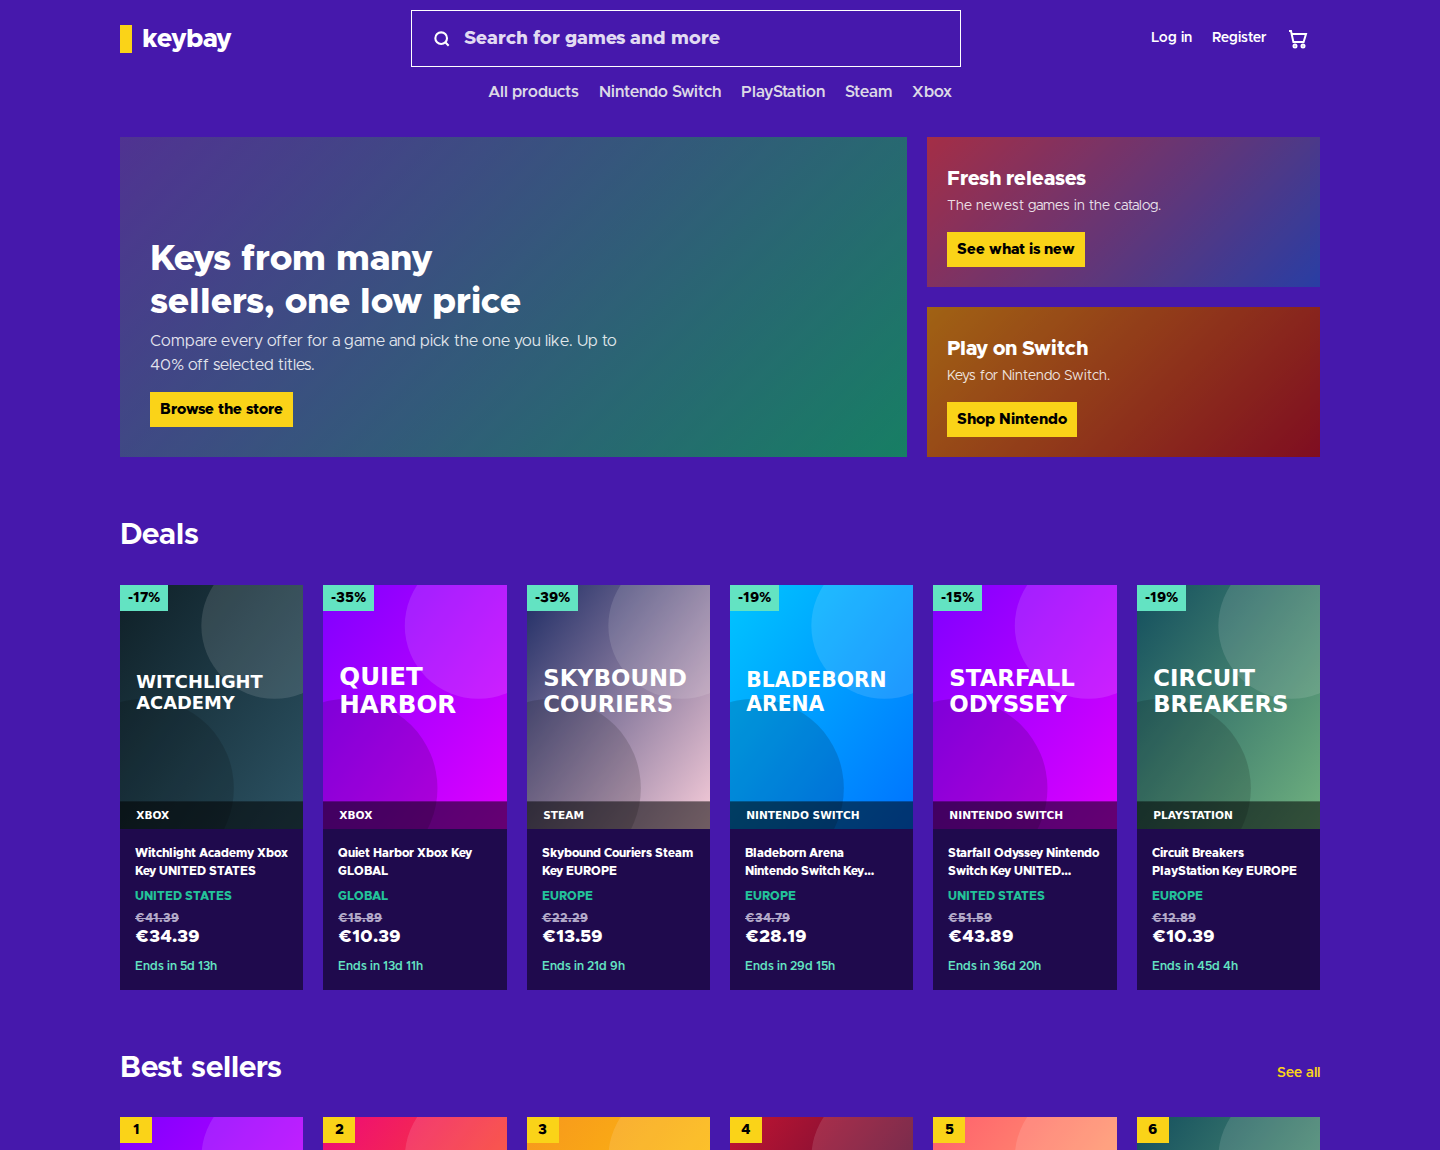 keybay
Search for games and more
Log in
Register
All products
Nintendo Switch
PlayStation
Steam
Xbox
Keys from many
sellers, one low price
Compare every offer for a game and pick the one you like. Up to
40% off selected titles.
Browse the store
Fresh releases
The newest games in the catalog.
See what is new
Play on Switch
Keys for Nintendo Switch.
Shop Nintendo
Deals
-17%
WITCHLIGHT
ACADEMY
XBOX
Witchlight Academy Xbox
Key UNITED STATES
UNITED STATES
€41.39
€34.39
Ends in 5d 13h
-35%
QUIET
HARBOR
XBOX
Quiet Harbor Xbox Key
GLOBAL
GLOBAL
€15.89
€10.39
Ends in 13d 11h
-39%
SKYBOUND
COURIERS
STEAM
Skybound Couriers Steam
Key EUROPE
EUROPE
€22.29
€13.59
Ends in 21d 9h
-19%
BLADEBORN
ARENA
NINTENDO SWITCH
Bladeborn Arena
Nintendo Switch Key...
EUROPE
€34.79
€28.19
Ends in 29d 15h
-15%
STARFALL
ODYSSEY
NINTENDO SWITCH
Starfall Odyssey Nintendo
Switch Key UNITED...
UNITED STATES
€51.59
€43.89
Ends in 36d 20h
-19%
CIRCUIT
BREAKERS
PLAYSTATION
Circuit Breakers
PlayStation Key EUROPE
EUROPE
€12.89
€10.39
Ends in 45d 4h
Best sellers
See all
1
2
3
4
5
6